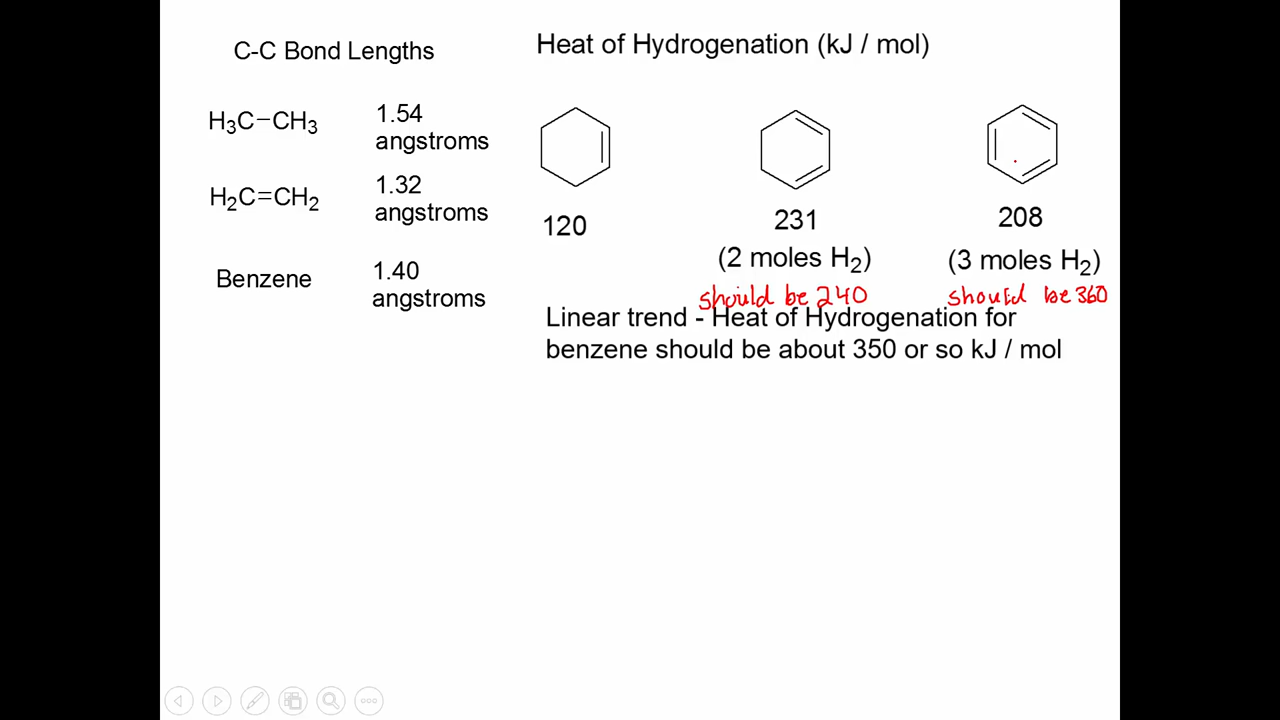 C-C Bond Lengths
H₃C−CH₃
1.54
angstroms
H₂C=CH₂
1.32
angstroms
Benzene
1.40
angstroms
Heat of Hydrogenation (kJ / mol)
120
231
(2 moles H₂)
should be 240
208
(3 moles H₂)
should be 360
Linear trend - Heat of Hydrogenation for
benzene should be about 350 or so kJ / mol